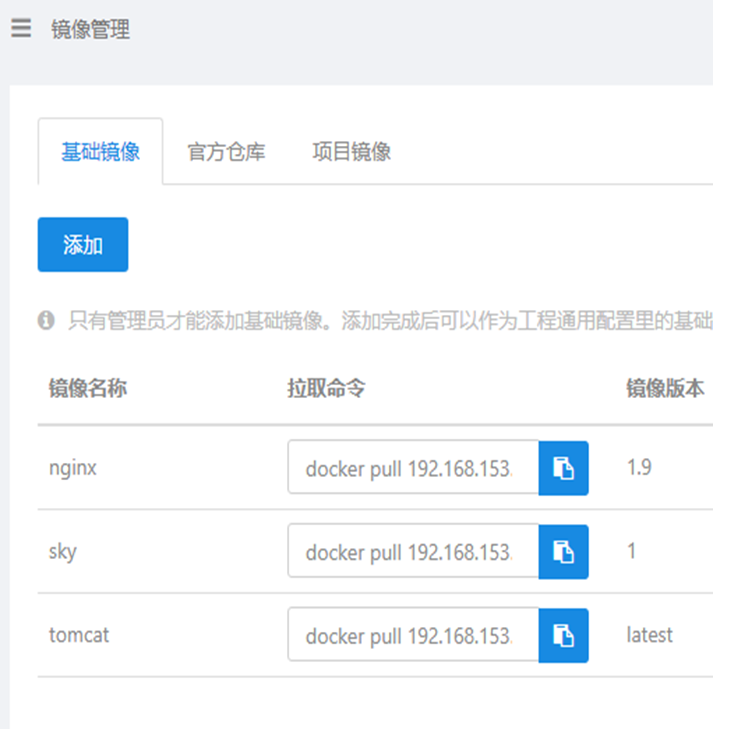 镜像管理
基础镜像 官方仓库 项目镜像
添加
只有管理员才能添加基础镜像。添加完成后可以作为工程通用配置里的基础
镜像名称 拉取命令 镜像版本
nginx docker pull 192.168.153. 1.9
sky docker pull 192.168.153. 1
tomcat docker pull 192.168.153. latest